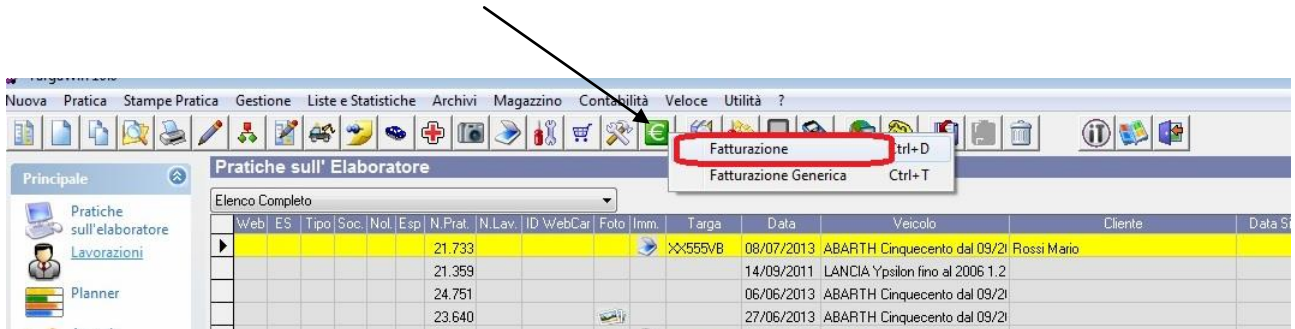 Nuova Pratica Stampe Pratica Gestione Liste e Statistiche Archivi Magazzino Contabilità Veloce Utilità ?
Fatturazione Ctrl+D
Fatturazione Generica Ctrl+T
Principale
Pratiche sull' Elaboratore
Pratiche
sull'elaboratore
Lavorazioni
Planner
Elenco Completo
Web ES Tipo Soc. Nol. Esp N.Prat. N.Lav. ID WebCar Foto Imm. Targa Data Veicolo Cliente Data Si
21.733 XX555VB 08/07/2013 ABARTH Cinquecento dal 09/2 Rossi Mario
21.359 14/09/2011 LANCIA Ypsilon fino al 2006 1.2
24.751 06/06/2013 ABARTH Cinquecento dal 09/2
23.640 27/06/2013 ABARTH Cinquecento dal 09/2